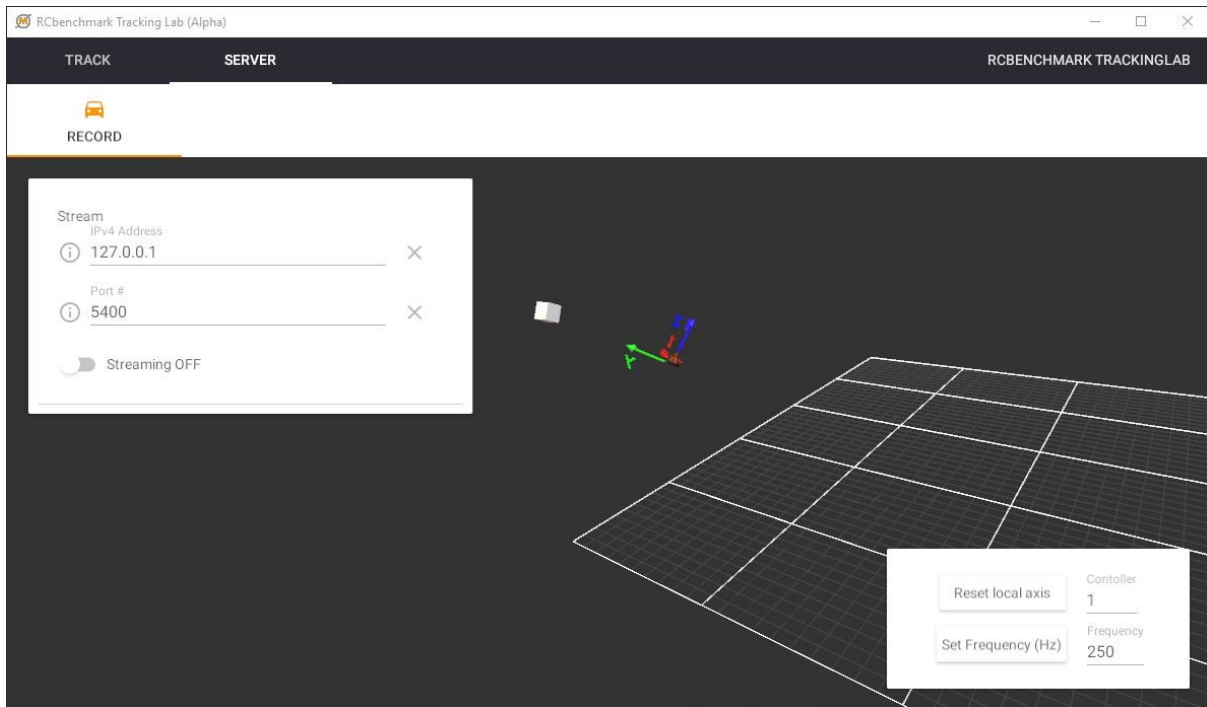 RCbenchmark Tracking Lab (Alpha)
TRACK SERVER RCBENCHMARK TRACKINGLAB
RECORD
Stream
IPv4 Address
127.0.0.1
Port #
5400
Streaming OFF
Z
Y
Reset local axis
Contoller
1
Set Frequency (Hz)
Frequency
250